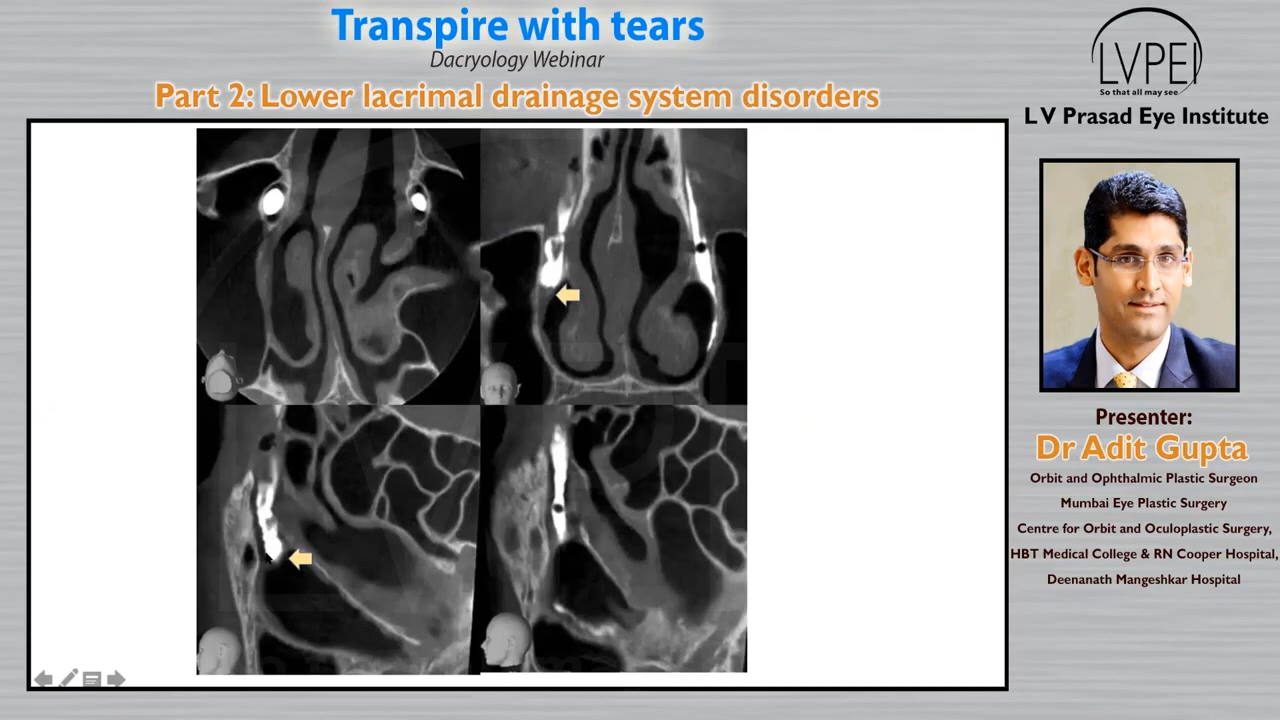 Transpire with tears
Dacryology Webinar
Part 2: Lower lacrimal drainage system disorders
LVPEI
So that all may see
L V Prasad Eye Institute
Presenter:
Dr Adit Gupta
Orbit and Ophthalmic Plastic Surgeon
Mumbai Eye Plastic Surgery
Centre for Orbit and Oculoplastic Surgery,
HBT Medical College & RN Cooper Hospital,
Deenanath Mangeshkar Hospital